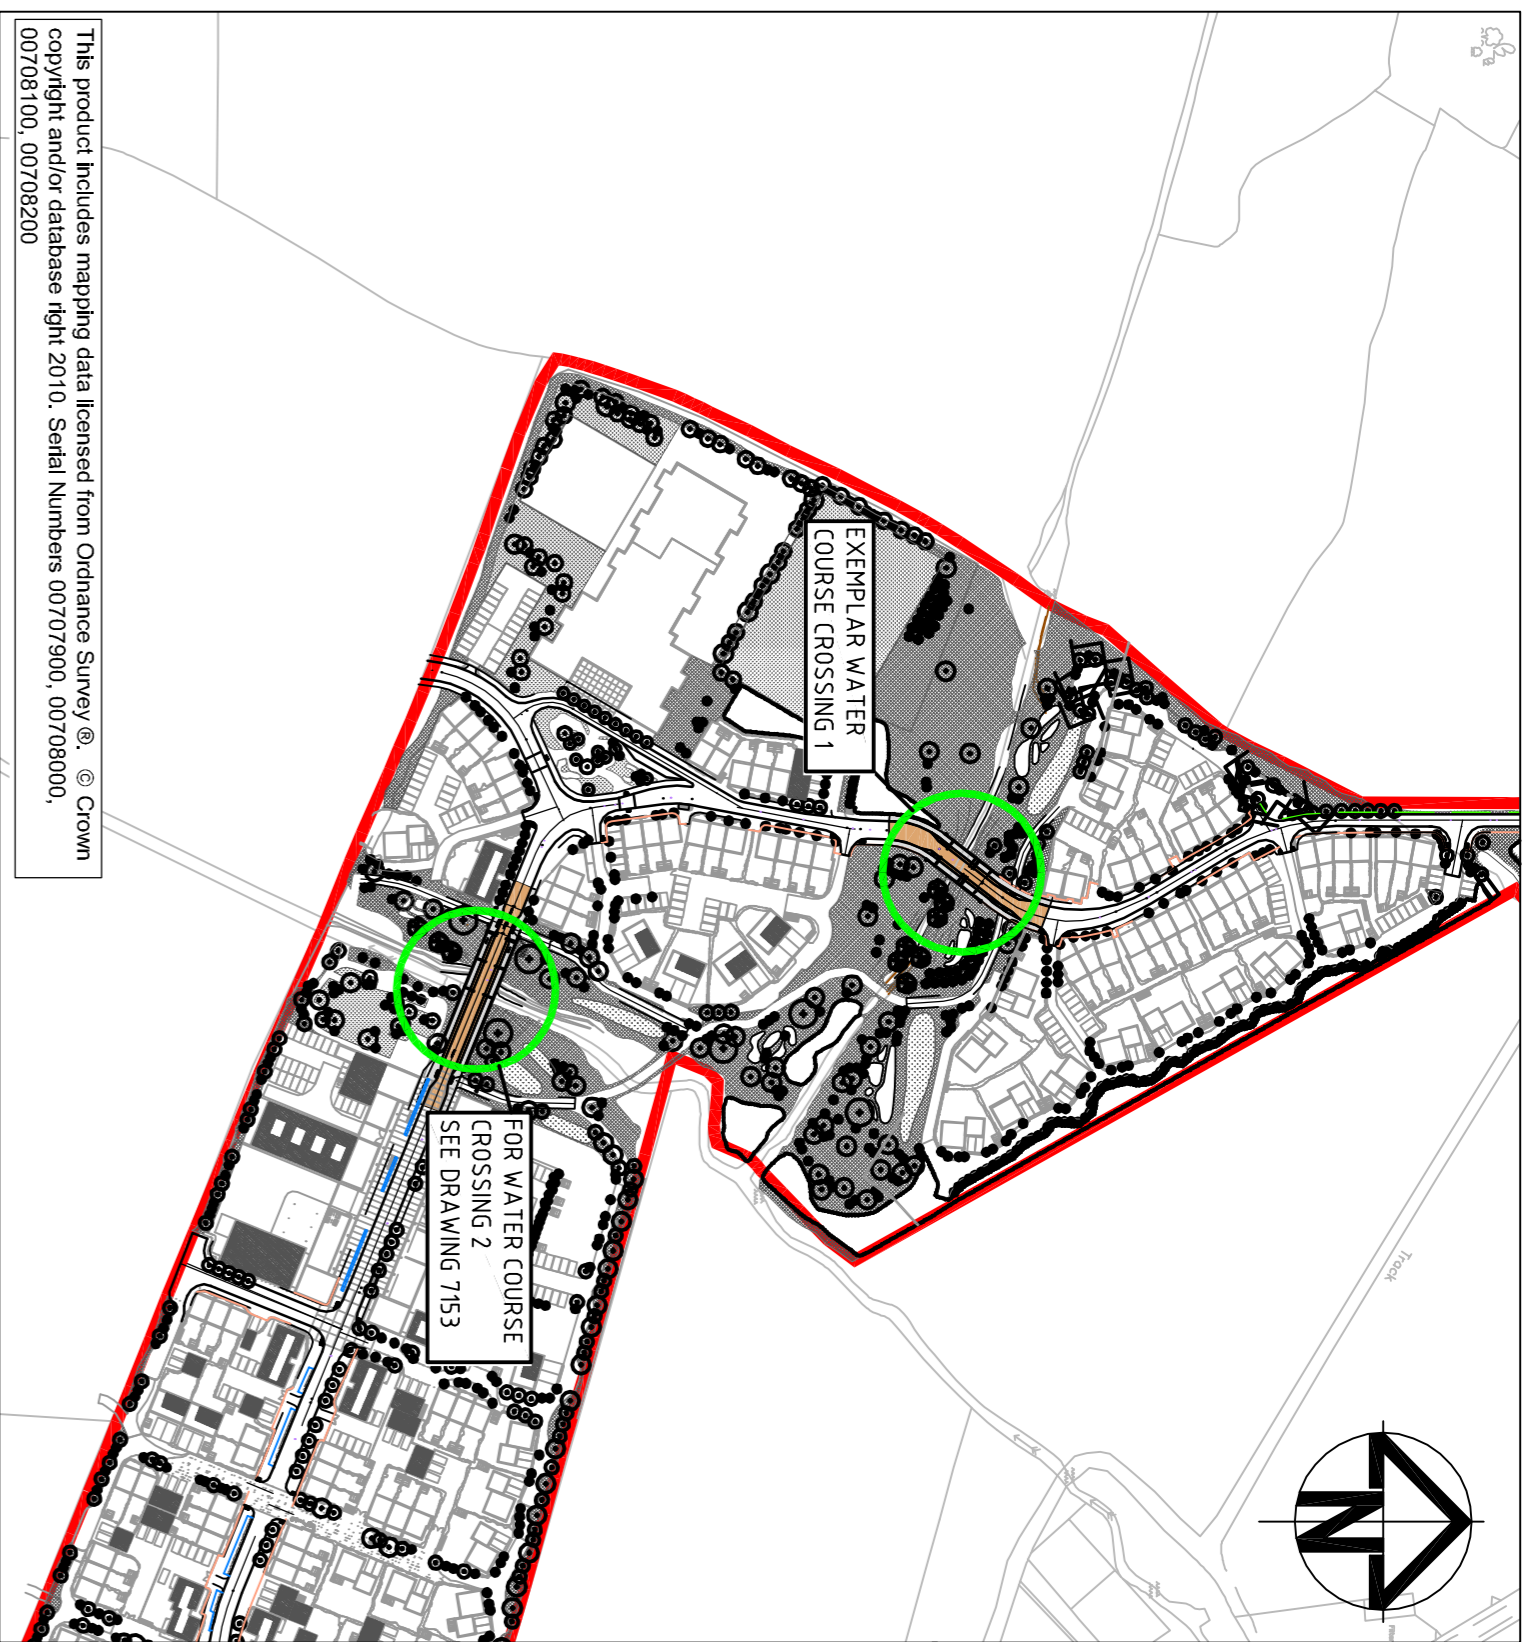 This product includes mapping data licensed from Ordnance Survey ®. © Crown
copyright and/or database right 2010. Serial Numbers 00707900, 00708000,
00708100, 00708200
EXEMPLAR WATER
COURSE CROSSING 1
FOR WATER COURSE
CROSSING 2
SEE DRAWING 7153
Track
N